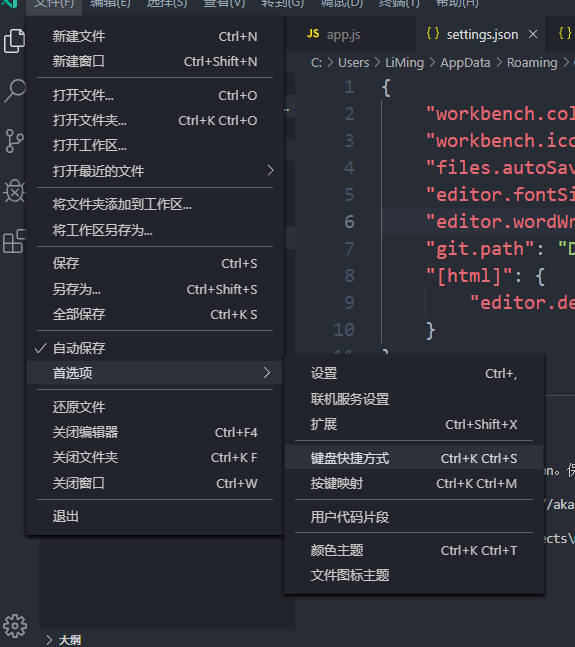 文件(F) 编辑(E) 选择(S) 查看(V) 转到(G) 调试(D) 终端(T) 帮助(H)
新建文件 Ctrl+N
新建窗口 Ctrl+Shift+N
打开文件... Ctrl+O
打开文件夹... Ctrl+K Ctrl+O
打开工作区...
打开最近的文件
将文件夹添加到工作区...
将工作区另存为...
保存 Ctrl+S
另存为... Ctrl+Shift+S
全部保存 Ctrl+K S
自动保存
首选项
还原文件
关闭编辑器 Ctrl+F4
关闭文件夹 Ctrl+K F
关闭窗口 Ctrl+W
退出
大纲
JS app.js {} settings.json × {}
C: > Users > LiMing > AppData > Roaming >
1 {
2 "workbench.col
3 "workbench.ico
4 "files.autoSav
5 "editor.fontSi
6 "editor.wordWr
7 "git.path": "D
8 "[html]": {
9 "editor.de
10 }
设置 Ctrl+,
联机服务设置
扩展 Ctrl+Shift+X
键盘快捷方式 Ctrl+K Ctrl+S
按键映射 Ctrl+K Ctrl+M
用户代码片段
颜色主题 Ctrl+K Ctrl+T
文件图标主题
on。保
//aka
ects\